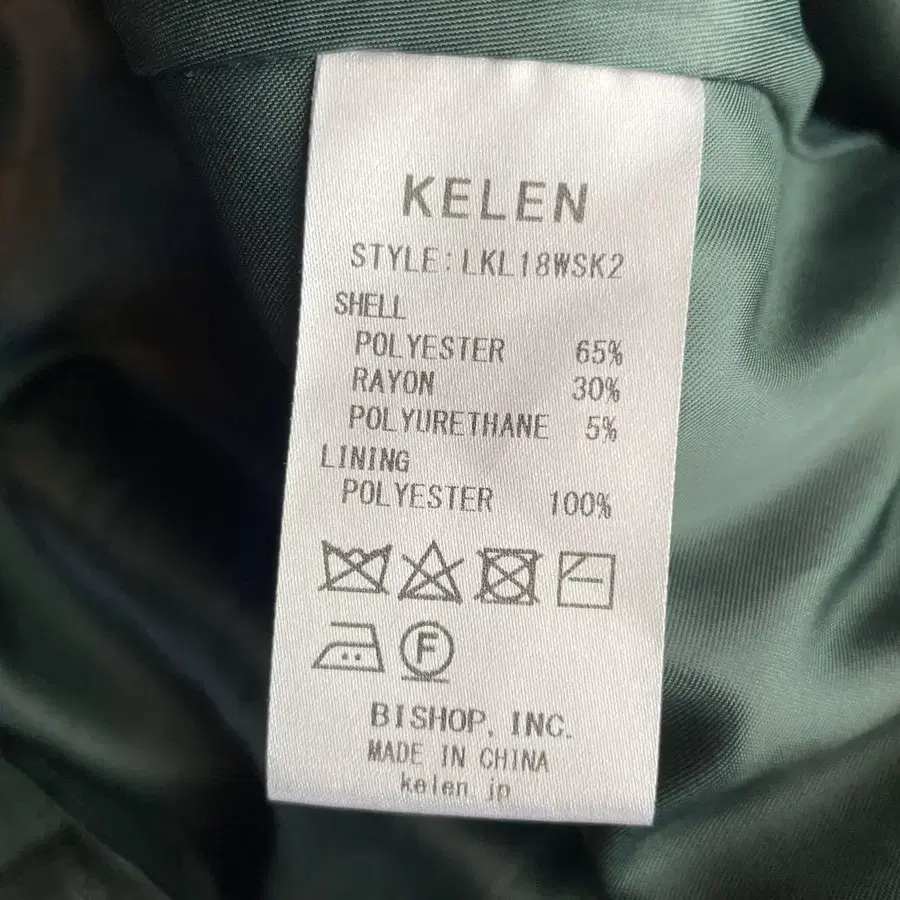 KELEN
STYLE:LKL18WSK2
SHELL
POLYESTER 65%
RAYON 30%
POLYURETHANE 5%
LINING
POLYESTER 100%
F
BISHOP, INC.
MADE IN CHINA
kelen jp